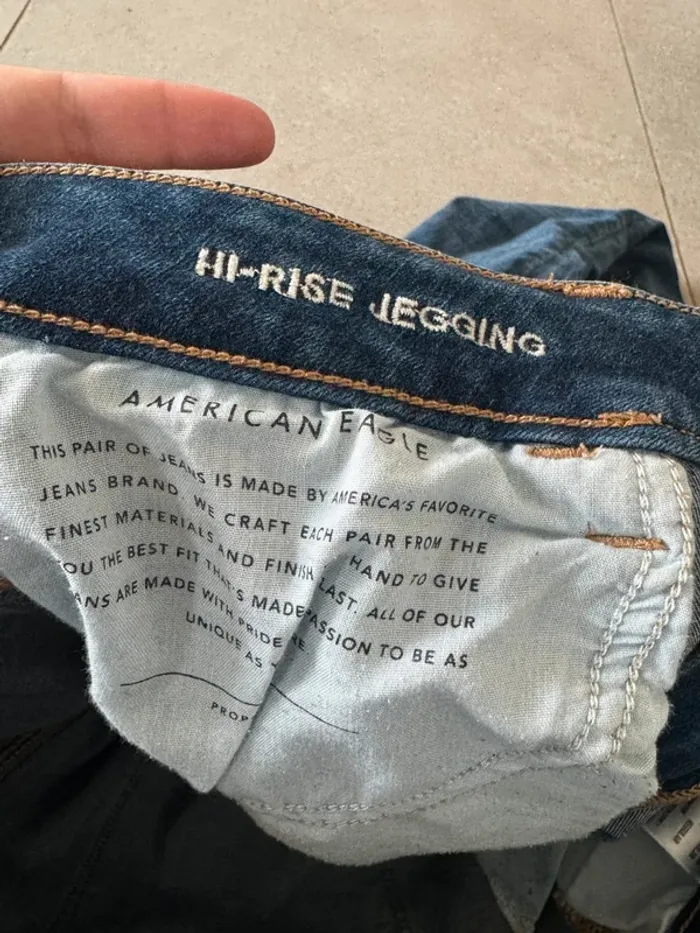 HI-RISE JEGGING
AMERICAN EAGLE
THIS PAIR OF JEANS IS MADE BY AMERICA'S FAVORITE
JEANS BRAND. WE CRAFT EACH PAIR FROM THE
FINEST MATERIALS AND FINISH HAND TO GIVE
YOU THE BEST FIT THAT'S MADE LAST. ALL OF OUR
JEANS ARE MADE WITH PRIDE PASSION TO BE AS
UNIQUE AS